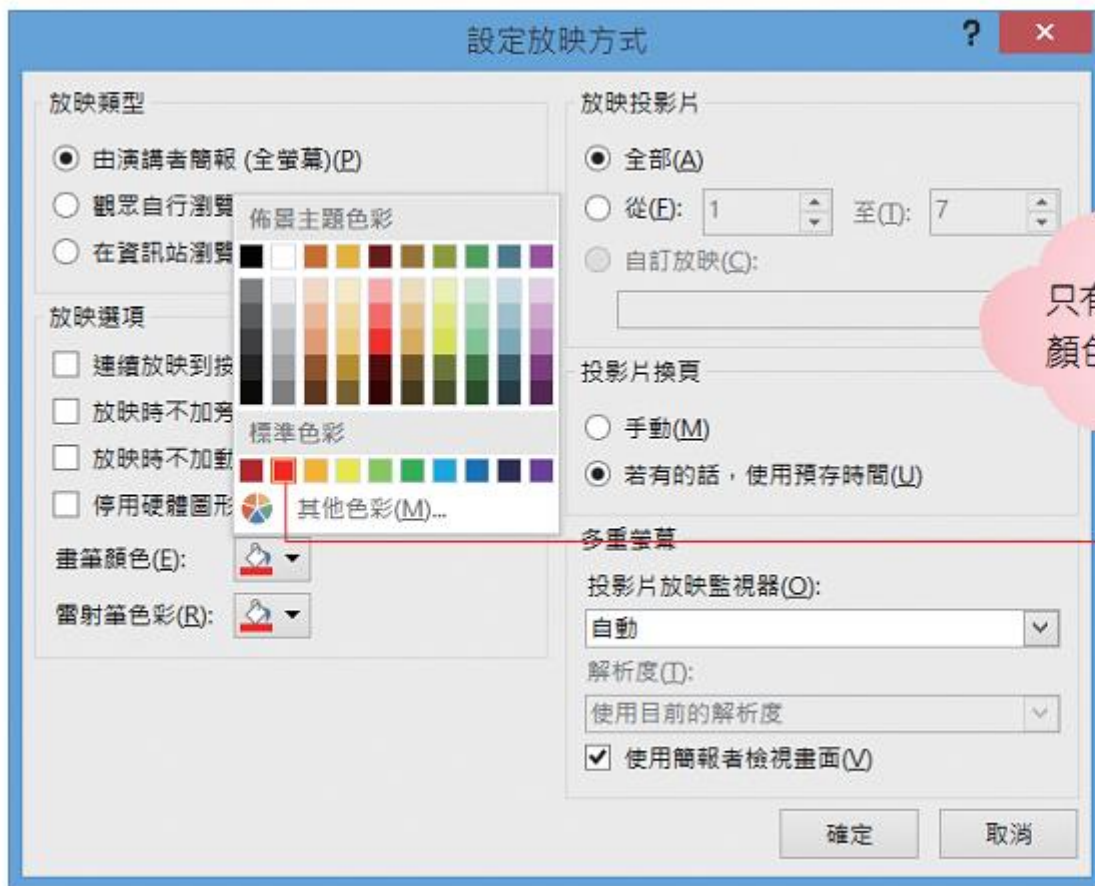 設定放映方式
?
放映類型
由演講者簡報 (全螢幕)(P)
觀眾自行瀏覽
在資訊站瀏覽
放映選項
連續放映到按
放映時不加旁
放映時不加動
停用硬體圖形
畫筆顏色(E):
雷射筆色彩(R):
佈景主題色彩
標準色彩
其他色彩(M)...
放映投影片
全部(A)
從(F): 1 至(T): 7
自訂放映(C):
投影片換頁
手動(M)
若有的話，使用預存時間(U)
多重螢幕
投影片放映監視器(O):
自動
解析度(T):
使用目前的解析度
使用簡報者檢視畫面(V)
確定 取消
只有
顏色